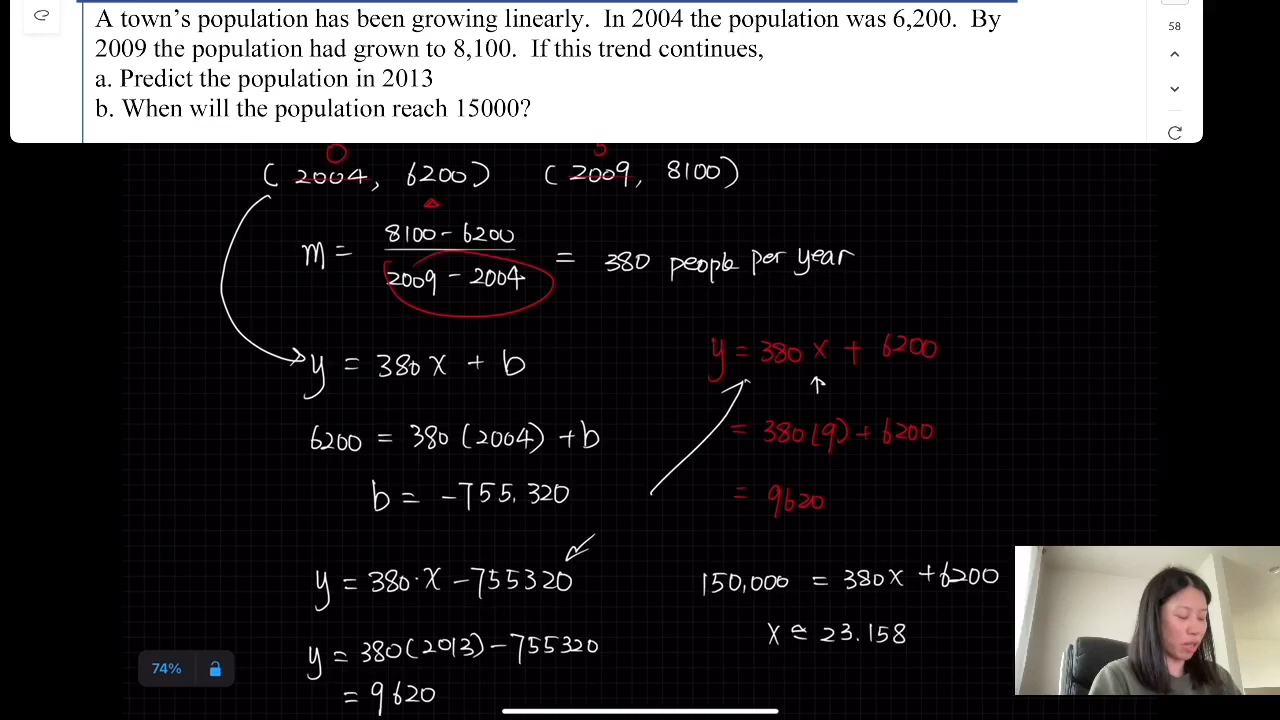 A town's population has been growing linearly. In 2004 the population was 6,200. By
2009 the population had grown to 8,100. If this trend continues,
a. Predict the population in 2013
b. When will the population reach 15000?
58
0 5
(2004, 6200) (2009, 8100)
m = 8100 - 6200 / 2009 - 2004 = 380 people per year
y = 380x + b
6200 = 380(2004) + b
b = -755.320
y = 380·x - 755320
y = 380(2013) - 755320
= 9620
y = 380x + 6200
= 380(9) + 6200
= 9620
150,000 = 380x + 6200
x ≈ 23.158
74%